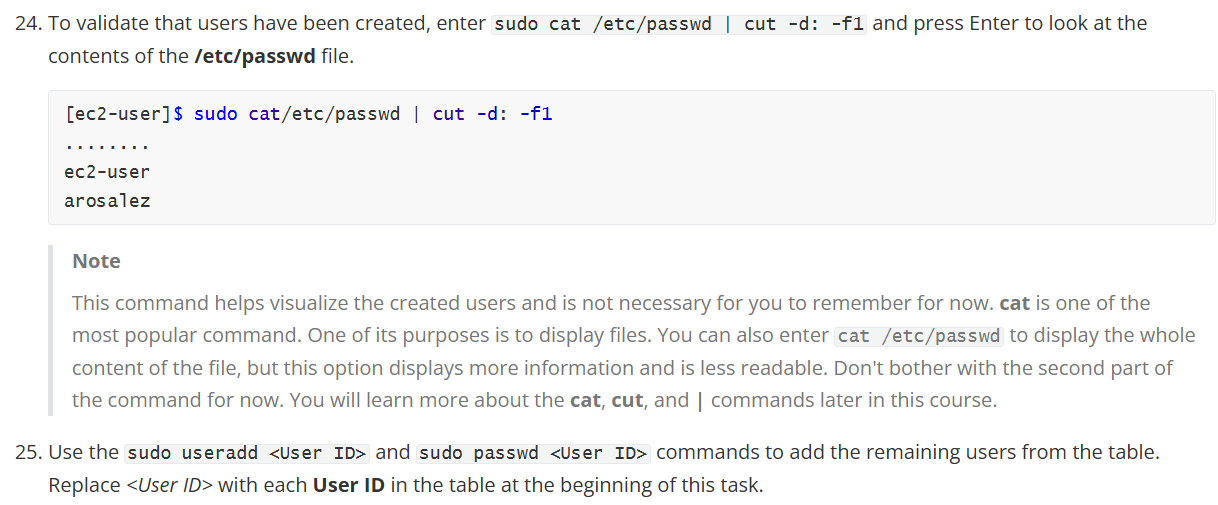 24. To validate that users have been created, enter sudo cat /etc/passwd | cut -d: -f1 and press Enter to look at the
contents of the /etc/passwd file.
[ec2-user]$ sudo cat/etc/passwd | cut -d: -f1
........
ec2-user
arosalez
Note
This command helps visualize the created users and is not necessary for you to remember for now. cat is one of the
most popular command. One of its purposes is to display files. You can also enter cat /etc/passwd to display the whole
content of the file, but this option displays more information and is less readable. Don't bother with the second part of
the command for now. You will learn more about the cat, cut, and | commands later in this course.
25. Use the sudo useradd <User ID> and sudo passwd <User ID> commands to add the remaining users from the table.
Replace <User ID> with each User ID in the table at the beginning of this task.